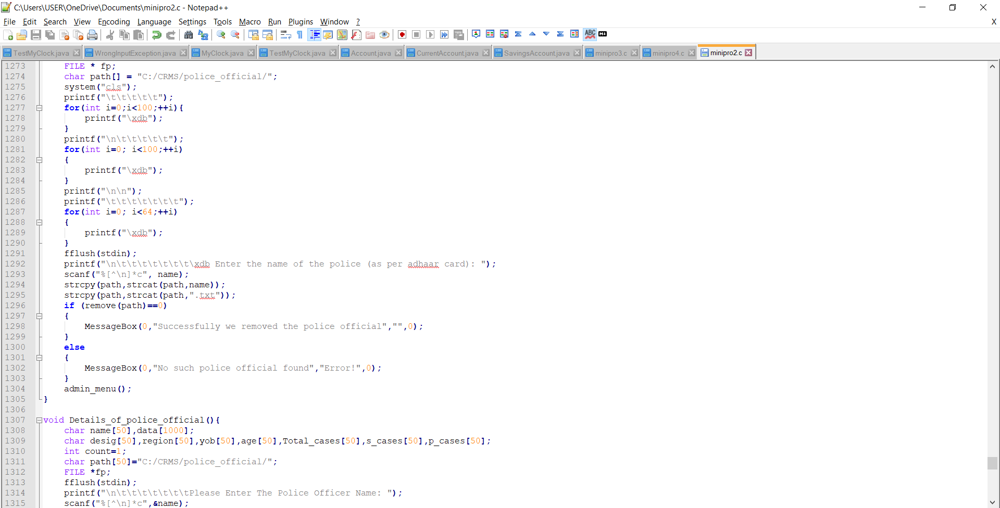 C:\Users\USER\OneDrive\Documents\minipro2.c - Notepad++
File Edit Search View Encoding Language Settings Tools Macro Run Plugins Window ? X
TestMyClock.java WrongInputException.java MyClock.java TestMyClock.java Account.java CurrentAccount.java SavingsAccount.java minipro3.c minipro4.c minipro2.c
1273 FILE * fp;
1274 char path[] = "C:/CRMS/police_official/";
1275 system("cls");
1276 printf("\t\t\t\t\t");
1277 for(int i=0;i<100;++i){
1278 printf("\xdb");
1279 }
1280 printf("\n\t\t\t\t\t");
1281 for(int i=0; i<100;++i)
1282 {
1283 printf("\xdb");
1284 }
1285 printf("\n\n");
1286 printf("\t\t\t\t\t\t\t");
1287 for(int i=0; i<64;++i)
1288 {
1289 printf("\xdb");
1290 }
1291 fflush(stdin);
1292 printf("\n\t\t\t\t\t\t\t\xdb Enter the name of the police (as per adhaar card): ");
1293 scanf("%[^\n]*c", name);
1294 strcpy(path,strcat(path,name));
1295 strcpy(path,strcat(path,".txt"));
1296 if (remove(path)==0)
1297 {
1298 MessageBox(0,"Successfully we removed the police official","",0);
1299 }
1300 else
1301 {
1302 MessageBox(0,"No such police official found","Error!",0);
1303 }
1304 admin_menu();
1305 }
1306
1307 void Details_of_police_official(){
1308 char name[50],data[1000];
1309 char desig[50],region[50],yob[50],age[50],Total_cases[50],s_cases[50],p_cases[50];
1310 int count=1;
1311 char path[50]="C:/CRMS/police_official/";
1312 FILE *fp;
1313 fflush(stdin);
1314 printf("\n\t\t\t\t\t\t\tPlease Enter The Police Officer Name: ");
1315 scanf("%[^\n]*c",&name);